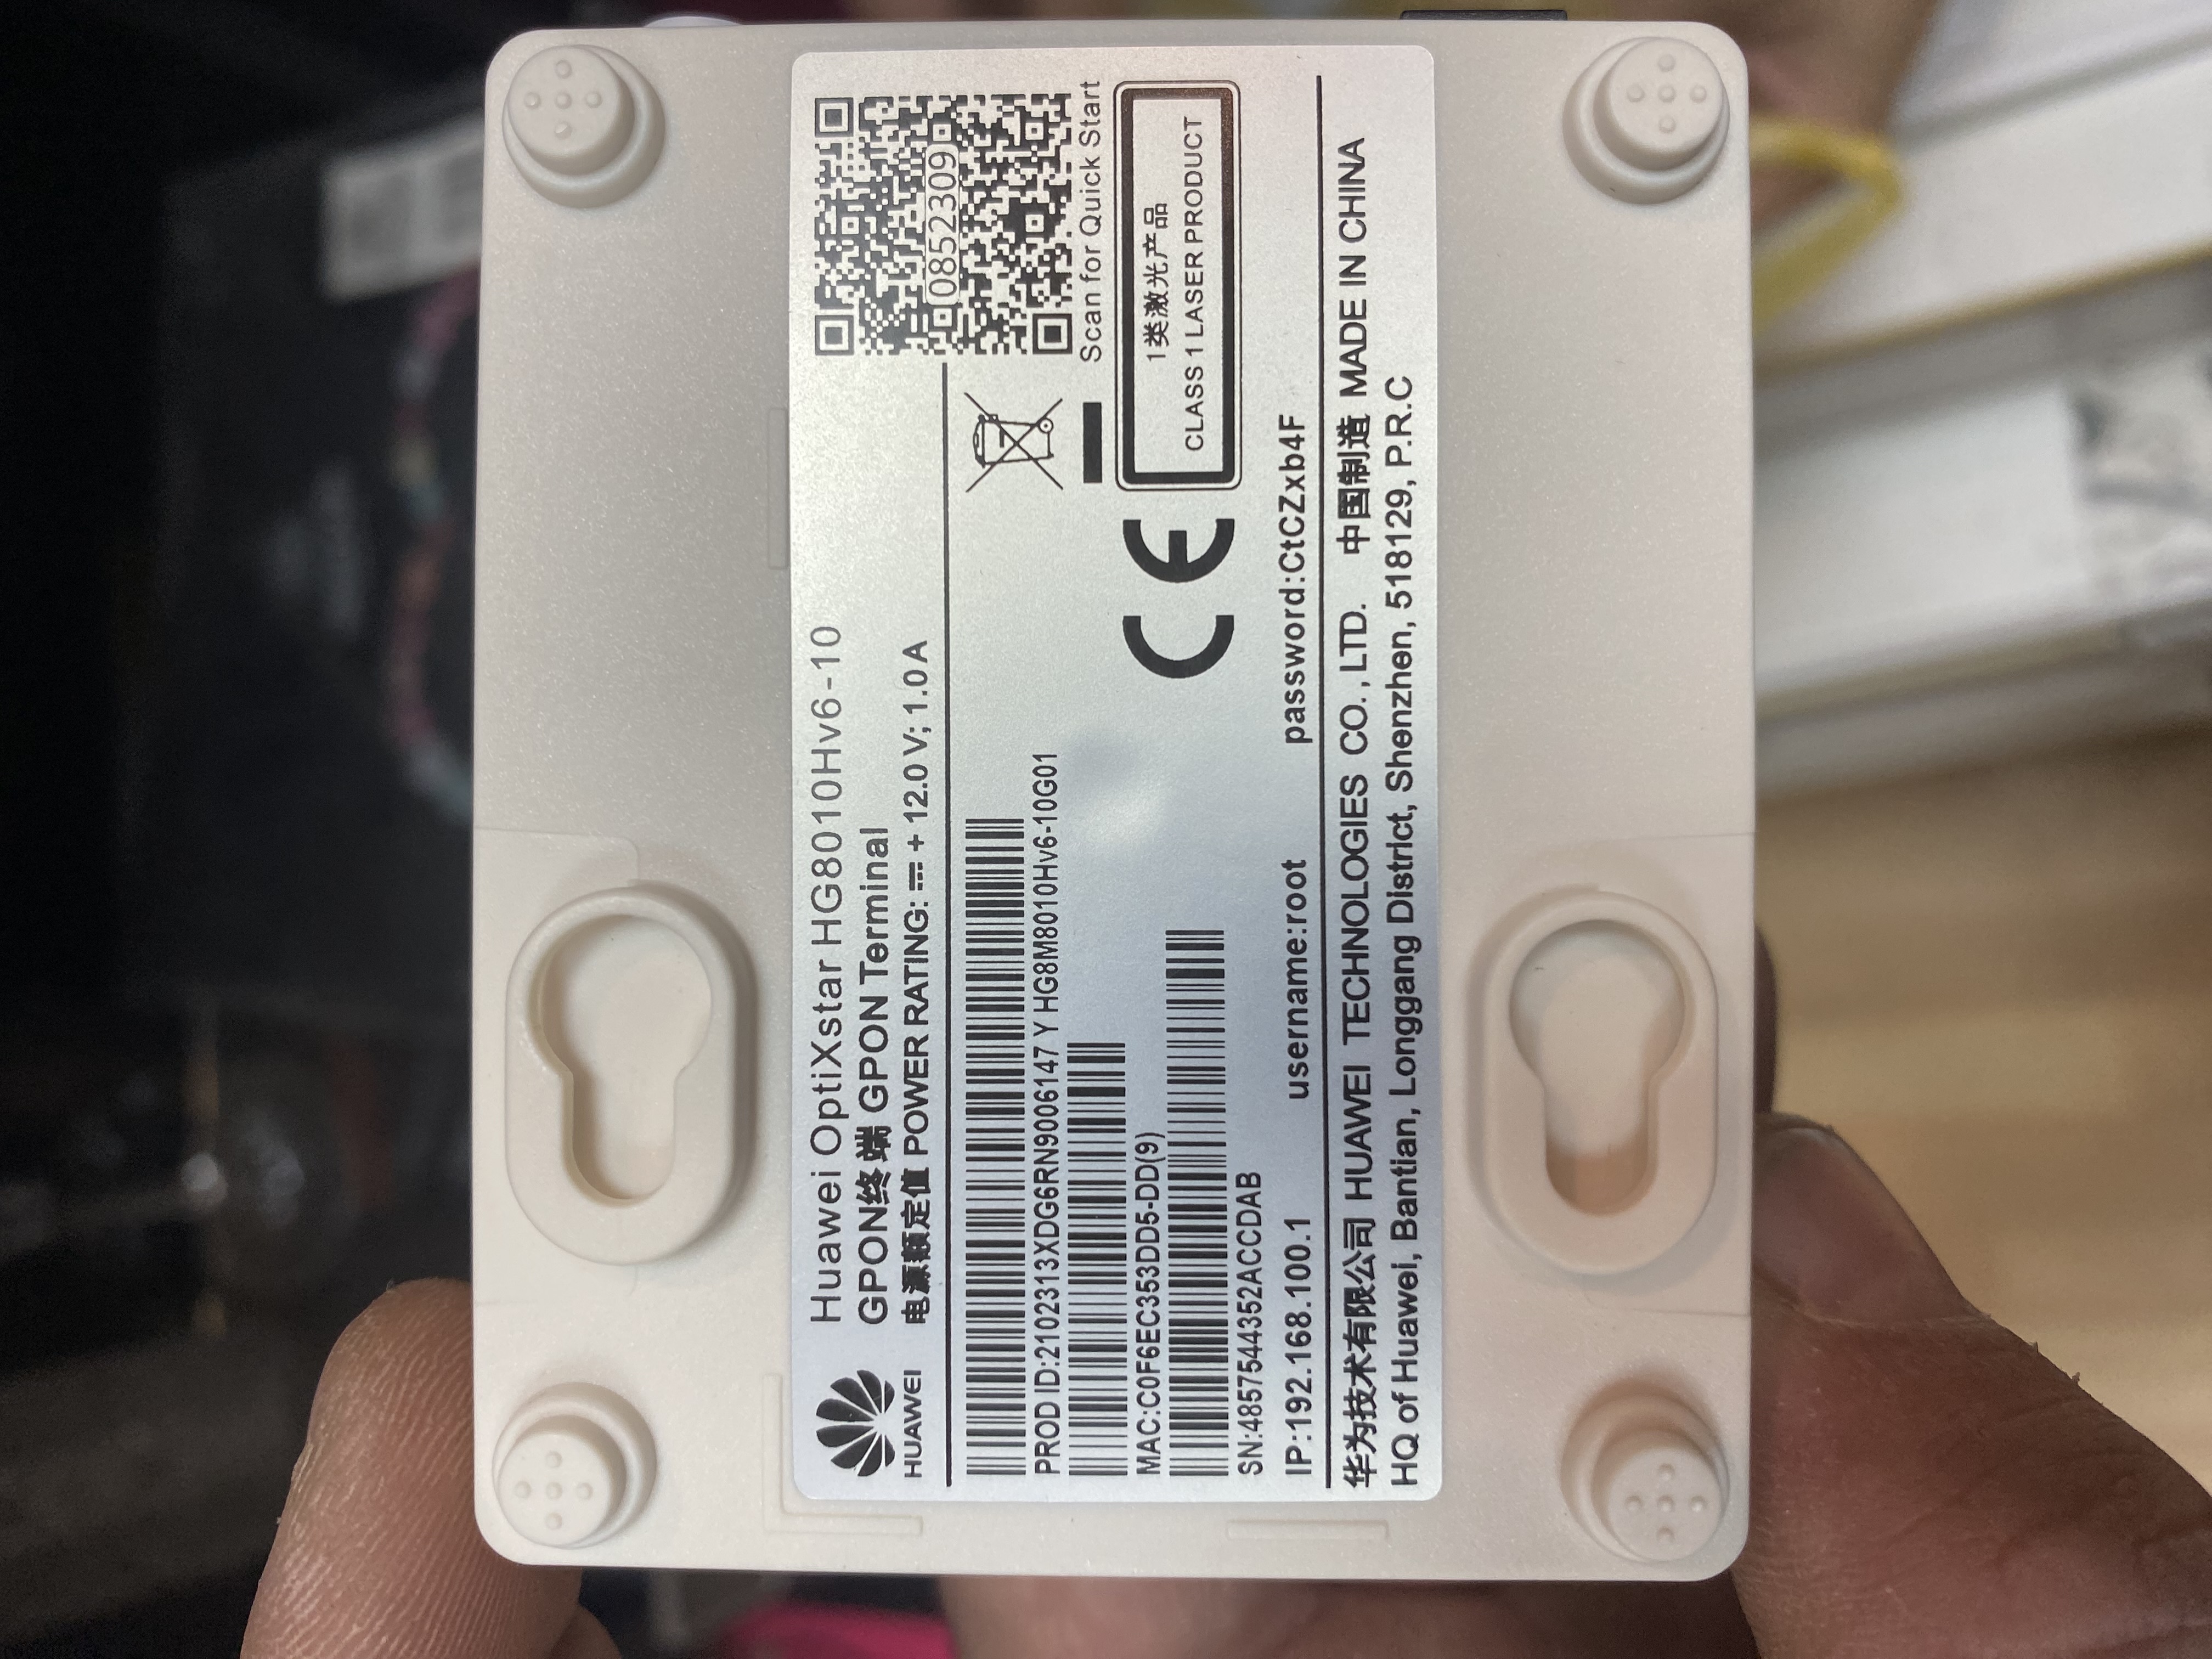 HUAWEI
Huawei OptiXstar HG8010Hv6-10
GPON终端 GPON Terminal
电源额定值 POWER RATING: ⎓ + 12.0 V; 1.0 A
0852309
Scan for Quick Start
PROD ID:2102313XDG6RN9006147 Y HG8M8010Hv6-10G01
MAC:C0F6EC353DD5-DD(9)
SN:4857544352ACCDAB
CE
1类激光产品
CLASS 1 LASER PRODUCT
IP:192.168.100.1 username:root password:CtCZxb4F
华为技术有限公司 HUAWEI TECHNOLOGIES CO., LTD. 中国制造 MADE IN CHINA
HQ of Huawei, Bantian, Longgang District, Shenzhen, 518129, P.R.C